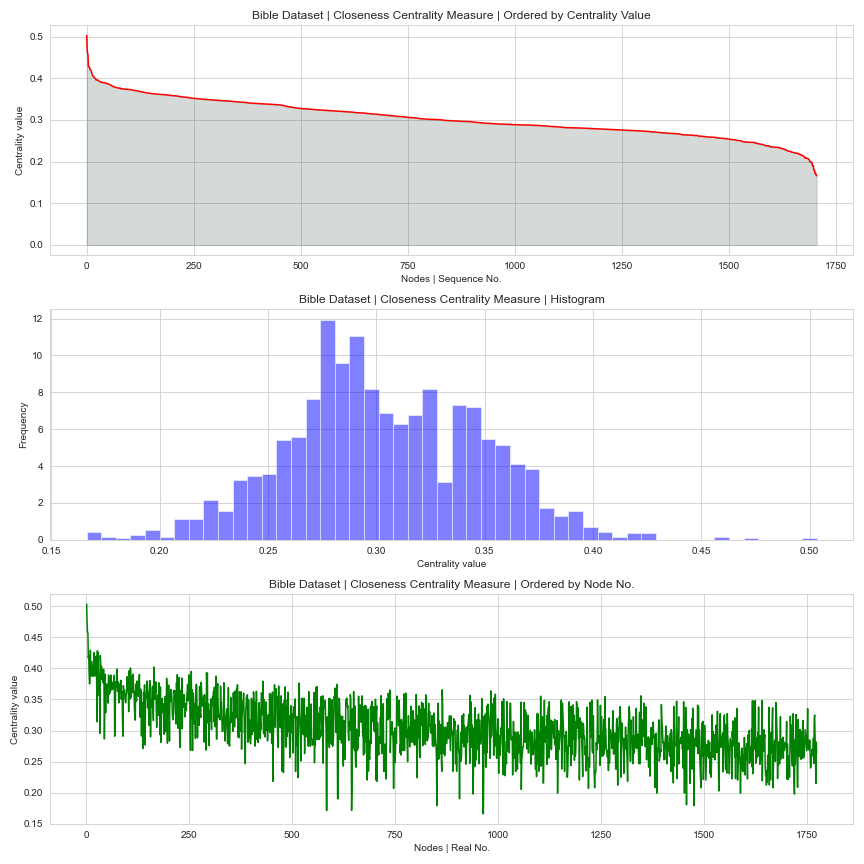 Bible Dataset | Closeness Centrality Measure | Ordered by Centrality Value
Centrality value
0.5
0.4
0.3
0.2
0.1
0.0
0 250 500 750 1000 1250 1500 1750
Nodes | Sequence No.
Bible Dataset | Closeness Centrality Measure | Histogram
Frequency
12
10
8
6
4
2
0
0.15 0.20 0.25 0.30 0.35 0.40 0.45 0.50
Centrality value
Bible Dataset | Closeness Centrality Measure | Ordered by Node No.
Centrality value
0.50
0.45
0.40
0.35
0.30
0.25
0.20
0.15
0 250 500 750 1000 1250 1500 1750
Nodes | Real No.